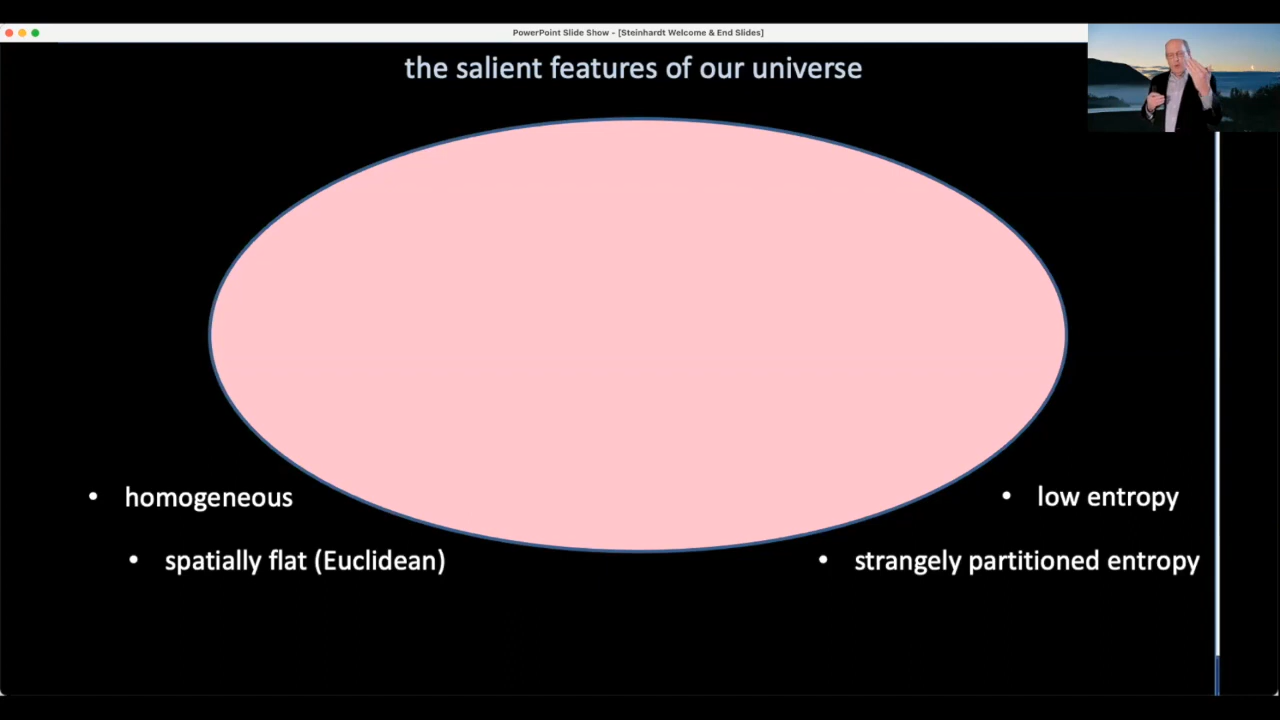 PowerPoint Slide Show - [Steinhardt Welcome & End Slides]
the salient features of our universe
• homogeneous
• low entropy
• spatially flat (Euclidean)
• strangely partitioned entropy